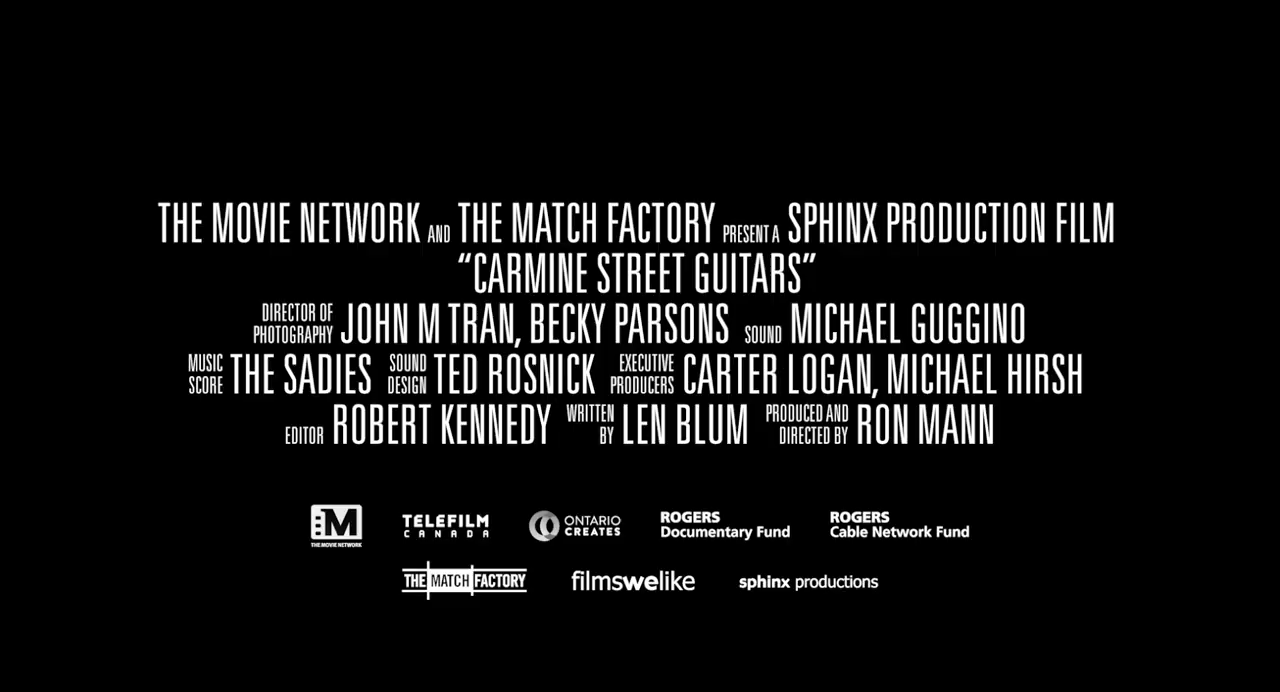 THE MOVIE NETWORK AND THE MATCH FACTORY PRESENT A SPHINX PRODUCTION FILM
“CARMINE STREET GUITARS”
DIRECTOR OF PHOTOGRAPHY JOHN M TRAN, BECKY PARSONS SOUND MICHAEL GUGGINO
MUSIC SCORE THE SADIES SOUND DESIGN TED ROSNICK EXECUTIVE PRODUCERS CARTER LOGAN, MICHAEL HIRSH
EDITOR ROBERT KENNEDY WRITTEN BY LEN BLUM PRODUCED AND DIRECTED BY RON MANN
M THE MOVIE NETWORK
TELEFILM CANADA
ONTARIO CREATES
ROGERS Documentary Fund
ROGERS Cable Network Fund
THE MATCH FACTORY
filmswelike
sphinx productions